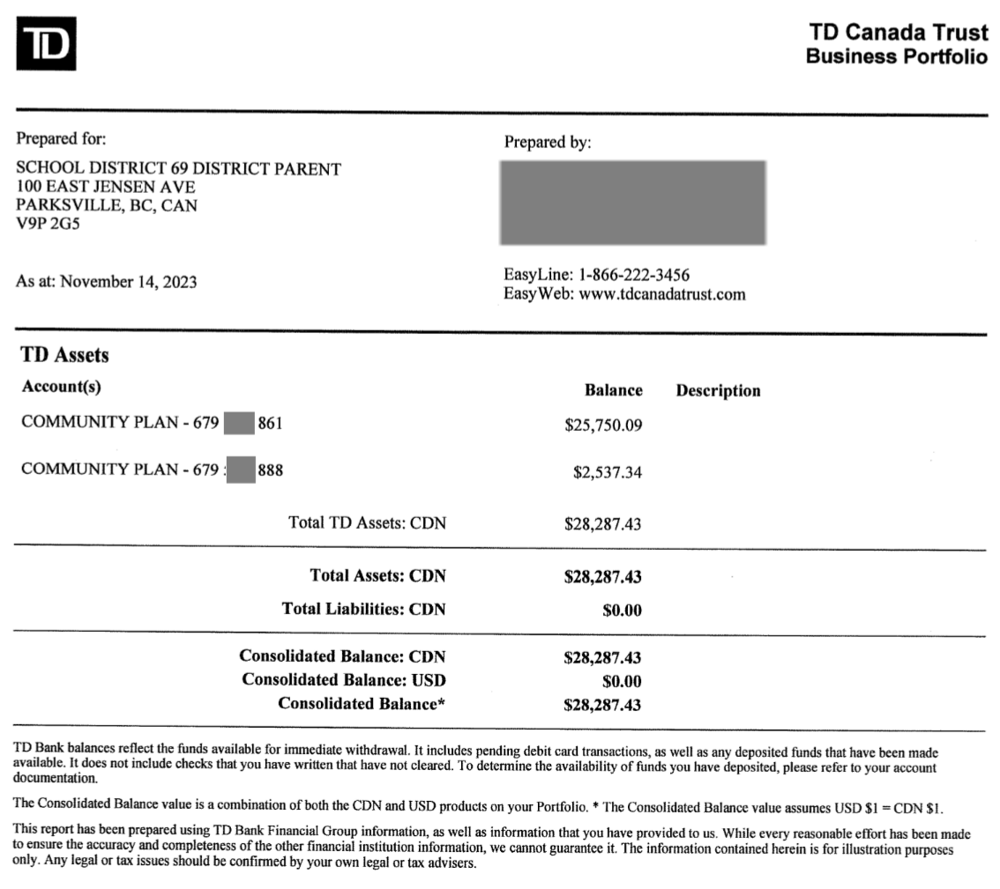 TD
TD Canada Trust
Business Portfolio
Prepared for:
SCHOOL DISTRICT 69 DISTRICT PARENT
100 EAST JENSEN AVE
PARKSVILLE, BC, CAN
V9P 2G5
As at: November 14, 2023
Prepared by:
EasyLine: 1-866-222-3456
EasyWeb: www.tdcanadatrust.com
TD Assets
Account(s) Balance Description
COMMUNITY PLAN - 679 861 $25,750.09
COMMUNITY PLAN - 679 888 $2,537.34
Total TD Assets: CDN $28,287.43
Total Assets: CDN $28,287.43
Total Liabilities: CDN $0.00
Consolidated Balance: CDN $28,287.43
Consolidated Balance: USD $0.00
Consolidated Balance* $28,287.43
TD Bank balances reflect the funds available for immediate withdrawal. It includes pending debit card transactions, as well as any deposited funds that have been made
available. It does not include checks that you have written that have not cleared. To determine the availability of funds you have deposited, please refer to your account
documentation.
The Consolidated Balance value is a combination of both the CDN and USD products on your Portfolio. * The Consolidated Balance value assumes USD $1 = CDN $1.
This report has been prepared using TD Bank Financial Group information, as well as information that you have provided to us. While every reasonable effort has been made
to ensure the accuracy and completeness of the other financial institution information, we cannot guarantee it. The information contained herein is for illustration purposes
only. Any legal or tax issues should be confirmed by your own legal or tax advisers.